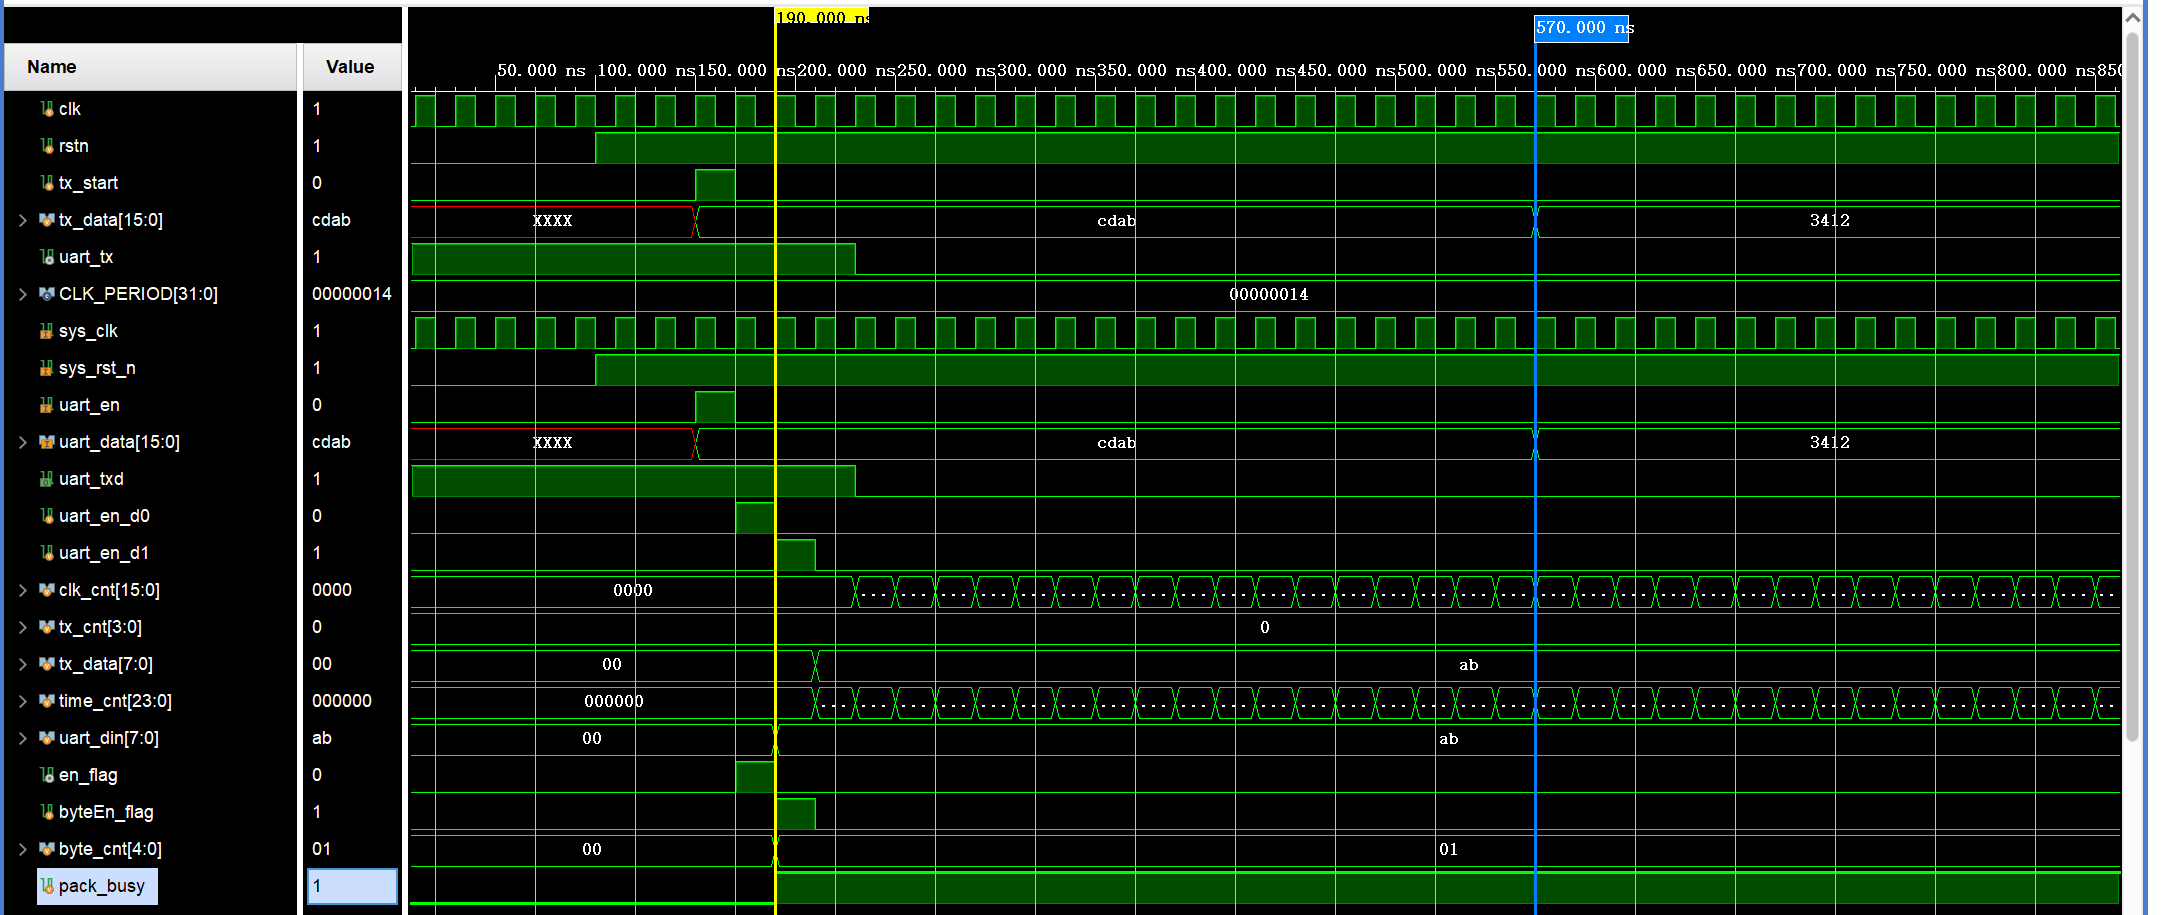 190.000 ns
570.000 ns
Name Value
50.000 ns 100.000 ns 150.000 ns 200.000 ns 250.000 ns 300.000 ns 350.000 ns 400.000 ns 450.000 ns 500.000 ns 550.000 ns 600.000 ns 650.000 ns 700.000 ns 750.000 ns 800.000 ns 850
clk 1
rstn 1
tx_start 0
tx_data[15:0] cdab XXXX cdab 3412
uart_tx 1
CLK_PERIOD[31:0] 00000014 00000014
sys_clk 1
sys_rst_n 1
uart_en 0
uart_data[15:0] cdab XXXX cdab 3412
uart_txd 1
uart_en_d0 0
uart_en_d1 1
clk_cnt[15:0] 0000 0000
tx_cnt[3:0] 0 0
tx_data[7:0] 00 00 ab
time_cnt[23:0] 000000 000000
uart_din[7:0] ab 00 ab
en_flag 0
byteEn_flag 1
byte_cnt[4:0] 01 00 01
pack_busy 1